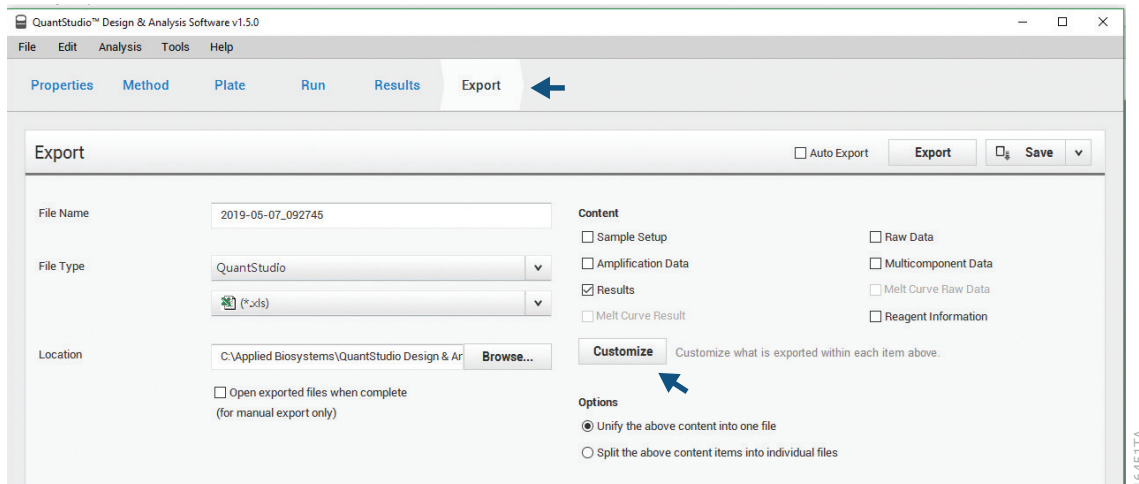 QuantStudio™ Design & Analysis Software v1.5.0
File Edit Analysis Tools Help
Properties Method Plate Run Results Export
Export
Auto Export Export Save
File Name
2019-05-07_092745
File Type
QuantStudio
(*.xls)
Location
C:\Applied Biosystems\QuantStudio Design & Ar Browse...
Open exported files when complete
(for manual export only)
Content
Sample Setup Raw Data
Amplification Data Multicomponent Data
Results Melt Curve Raw Data
Melt Curve Result Reagent Information
Customize Customize what is exported within each item above.
Options
Unify the above content into one file
Split the above content items into individual files